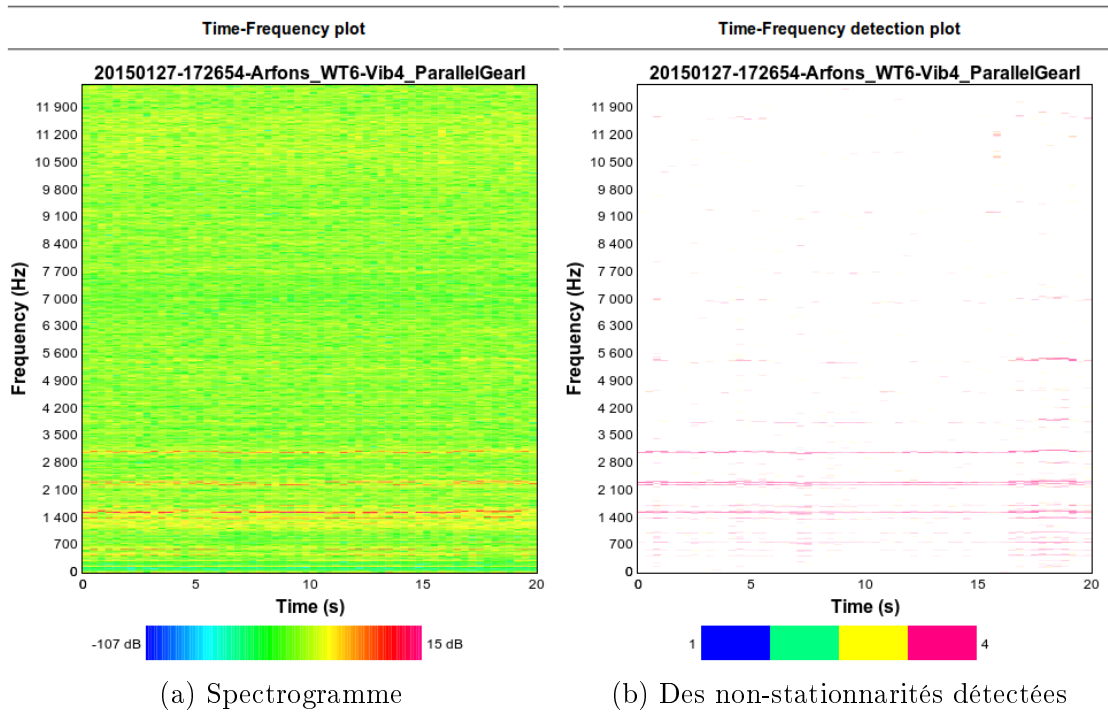 Time-Frequency plot
20150127-172654-Arfons_WT6-Vib4_ParallelGearI
Frequency (Hz)
11 900
11 200
10 500
9 800
9 100
8 400
7 700
7 000
6 300
5 600
4 900
4 200
3 500
2 800
2 100
1 400
700
0
0 5 10 15 20
Time (s)
-107 dB 15 dB
(a) Spectrogramme
Time-Frequency detection plot
20150127-172654-Arfons_WT6-Vib4_ParallelGearI
Frequency (Hz)
11 900
11 200
10 500
9 800
9 100
8 400
7 700
7 000
6 300
5 600
4 900
4 200
3 500
2 800
2 100
1 400
700
0
0 5 10 15 20
Time (s)
1 4
(b) Des non-stationnarités détectées